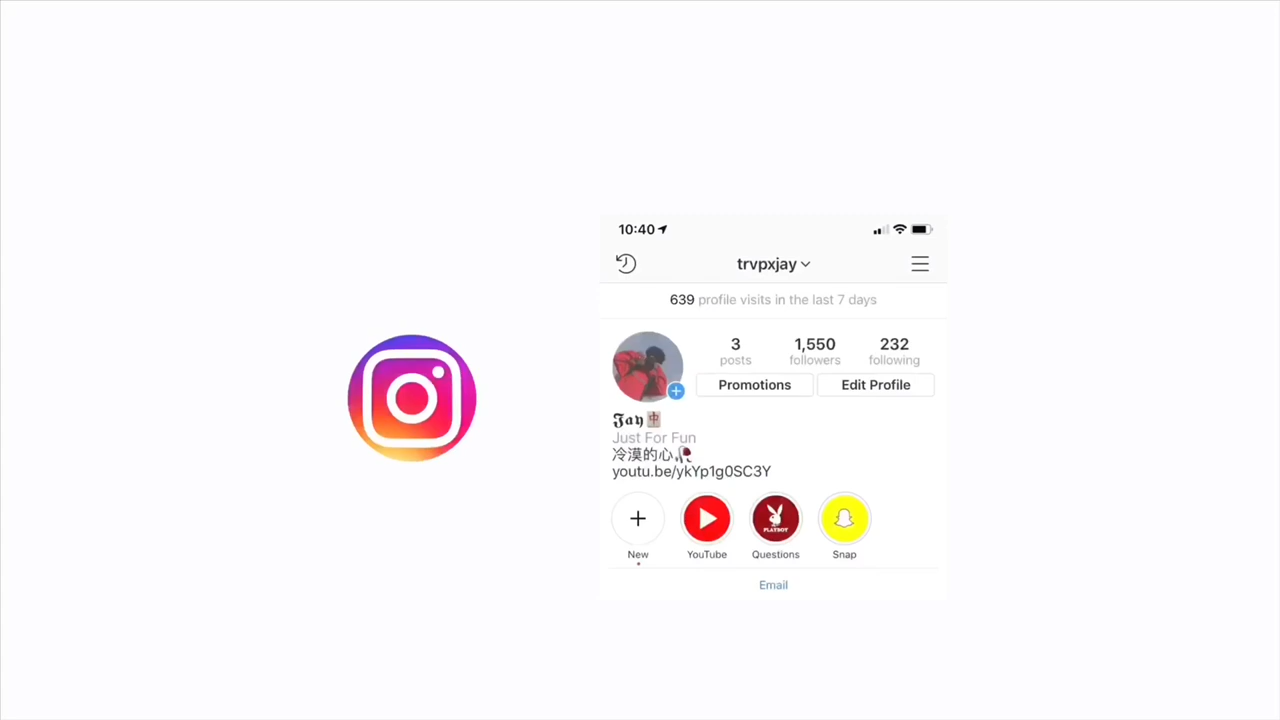 10:40
trvpxjay
639 profile visits in the last 7 days
3 1,550 232
posts followers following
Promotions Edit Profile
𝕵𝖆𝖞🀄
Just For Fun
冷漠的心🥀
youtu.be/ykYp1g0SC3Y
PLAYBOY
New YouTube Questions Snap
Email